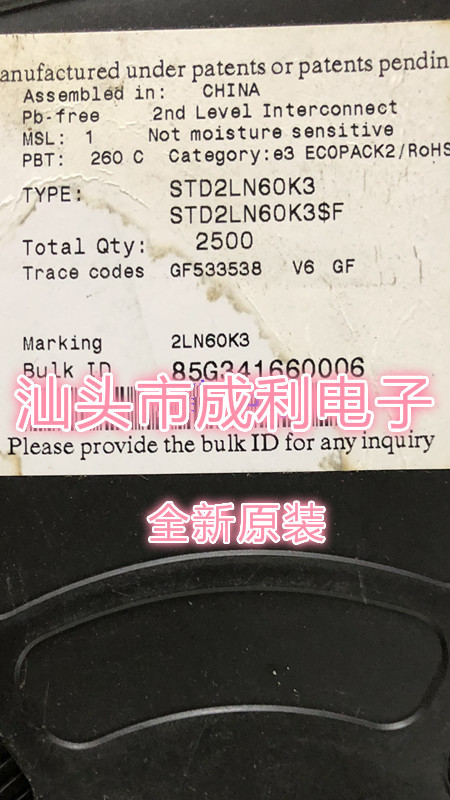 anufactured under patents or patents pendin
Assembled in: CHINA
Pb-free 2nd Level Interconnect
MSL: 1 Not moisture sensitive
PBT: 260 C Category:e3 ECOPACK2/RoHS
TYPE: STD2LN60K3
STD2LN60K3$F
Total Qty: 2500
Trace codes GF533538 V6 GF
Marking 2LN60K3
Bulk ID 85G341660006
汕头市成利电子
Please provide the bulk ID for any inquiry
全新原装